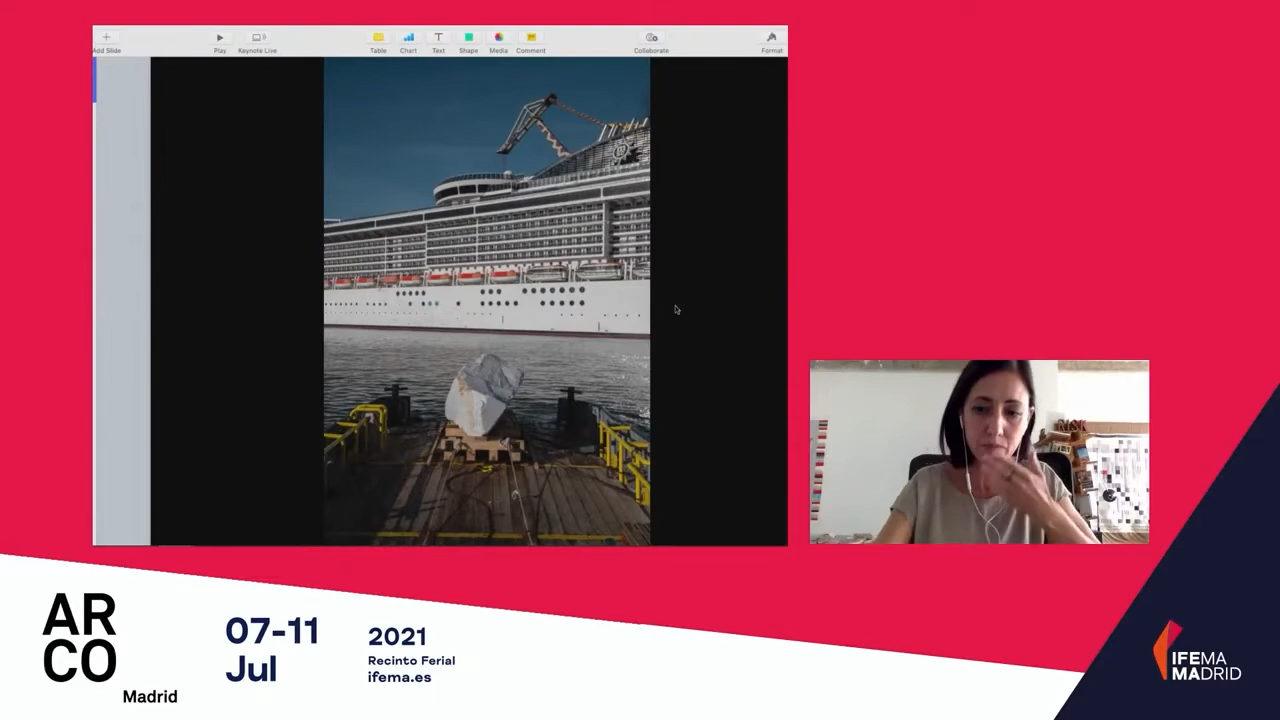 Add Slide
Play
Keynote Live
Table
Chart
Text
Shape
Media
Comment
Collaborate
Format
RISK
AR
CO
Madrid
07-11
Jul
2021
Recinto Ferial
ifema.es
IFEMA
MADRID